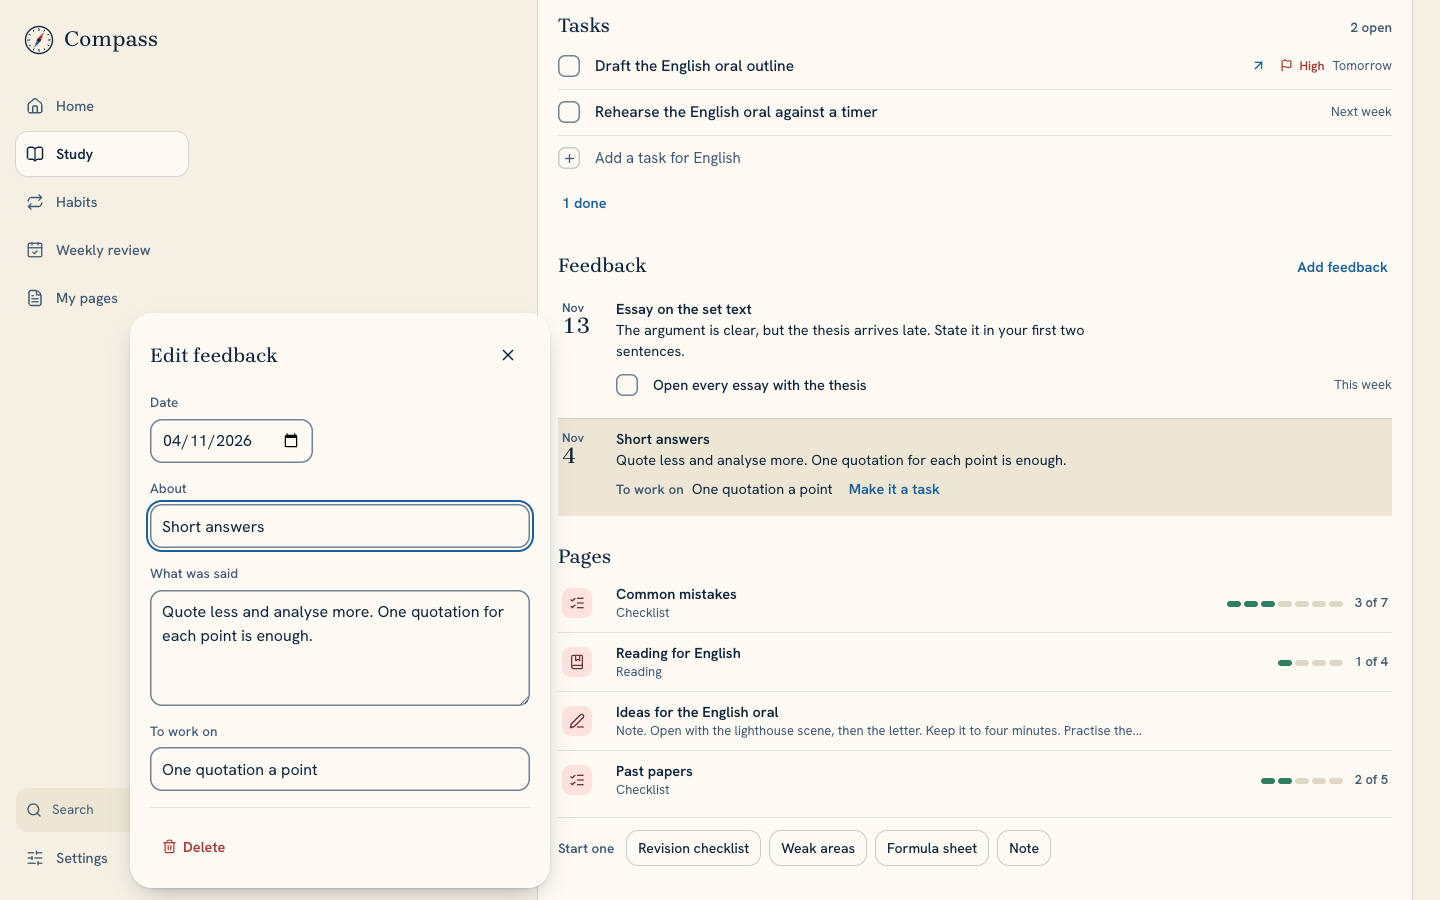 Compass
Home
Study
Habits
Weekly review
My pages
Search
Settings
Edit feedback
Date
04/11/2026
About
Short answers
What was said
Quote less and analyse more. One quotation for
each point is enough.
To work on
One quotation a point
Delete
Tasks
2 open
Draft the English oral outline
High Tomorrow
Rehearse the English oral against a timer
Next week
Add a task for English
1 done
Feedback
Add feedback
Nov
13
Essay on the set text
The argument is clear, but the thesis arrives late. State it in your first two
sentences.
Open every essay with the thesis
This week
Nov
4
Short answers
Quote less and analyse more. One quotation for each point is enough.
To work on One quotation a point Make it a task
Pages
Common mistakes
Checklist
3 of 7
Reading for English
Reading
1 of 4
Ideas for the English oral
Note. Open with the lighthouse scene, then the letter. Keep it to four minutes. Practise the...
Past papers
Checklist
2 of 5
Start one
Revision checklist
Weak areas
Formula sheet
Note